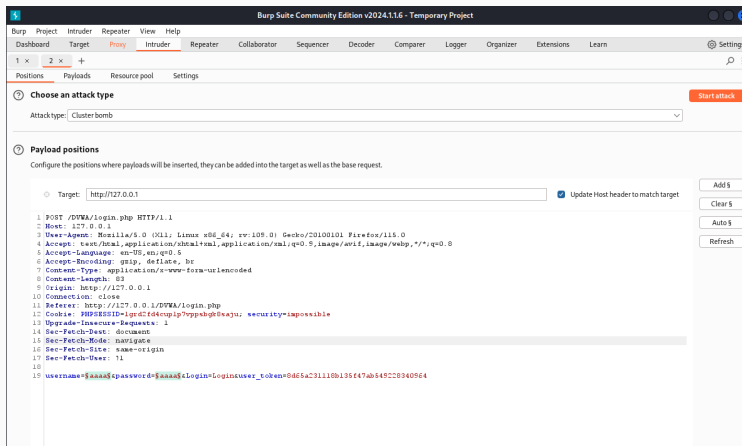 Burp Suite Community Edition v2024.1.1.6 - Temporary Project
Burp Project Intruder Repeater View Help
Dashboard Target Proxy Intruder Repeater Collaborator Sequencer Decoder Comparer Logger Organizer Extensions Learn Settings
1 × 2 × +
Positions Payloads Resource pool Settings
Choose an attack type
Start attack
Attack type: Cluster bomb
Payload positions
Configure the positions where payloads will be inserted, they can be added into the target as well as the base request.
Target: http://127.0.0.1 Update Host header to match target
Add §
Clear §
Auto §
Refresh
1 POST /DVWA/login.php HTTP/1.1
2 Host: 127.0.0.1
3 User-Agent: Mozilla/5.0 (X11; Linux x86_64; rv:109.0) Gecko/20100101 Firefox/115.0
4 Accept: text/html,application/xhtml+xml,application/xml;q=0.9,image/avif,image/webp,*/*;q=0.8
5 Accept-Language: en-US,en;q=0.5
6 Accept-Encoding: gzip, deflate, br
7 Content-Type: application/x-www-form-urlencoded
8 Content-Length: 83
9 Origin: http://127.0.0.1
10 Connection: close
11 Referer: http://127.0.0.1/DVWA/login.php
12 Cookie: PHPSESSID=lgrd2fd4cup1p7vppsbgk8saju; security=impossible
13 Upgrade-Insecure-Requests: 1
14 Sec-Fetch-Dest: document
15 Sec-Fetch-Mode: navigate
16 Sec-Fetch-Site: same-origin
17 Sec-Fetch-User: ?1
18
19 username=§aaaa§&password=§aaaa§&Login=Login&user_token=8d65a231118b135f47ab549228340964